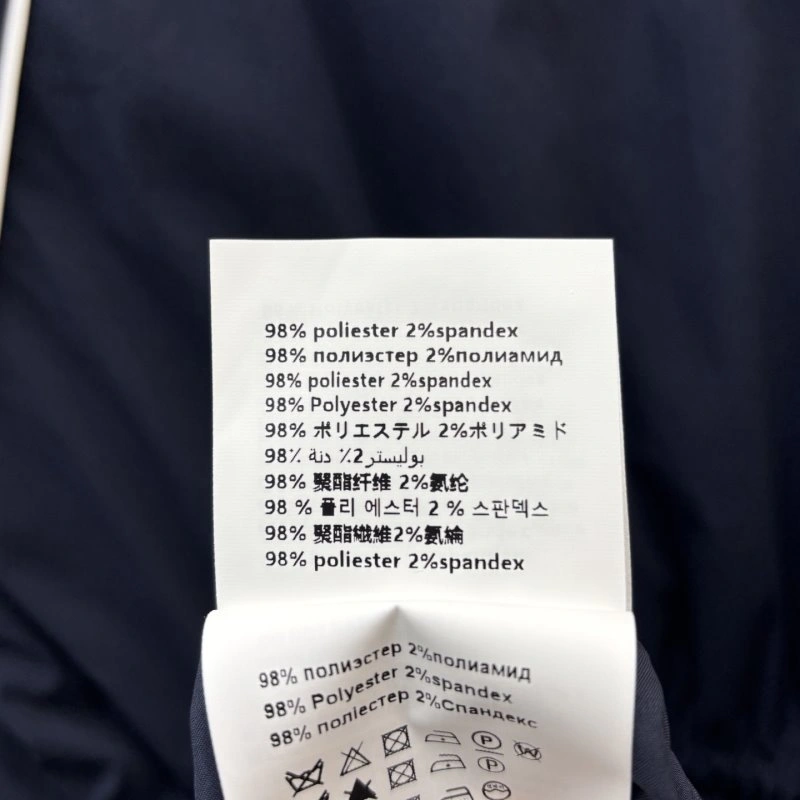 98% poliester 2%spandex
98% полиэстер 2%полиамид
98% poliester 2%spandex
98% Polyester 2%spandex
98% ポリエステル 2%ポリアミド
98٪ بوليستر2٪ دنة
98% 聚酯纤维 2%氨纶
98 % 폴리 에스터 2 % 스판덱스
98% 聚酯纖維2%氨綸
98% poliester 2%spandex
98% полиэстер 2%полиамид
98% Polyester 2%spandex
98% поліестер 2%Спандекс
P W
P